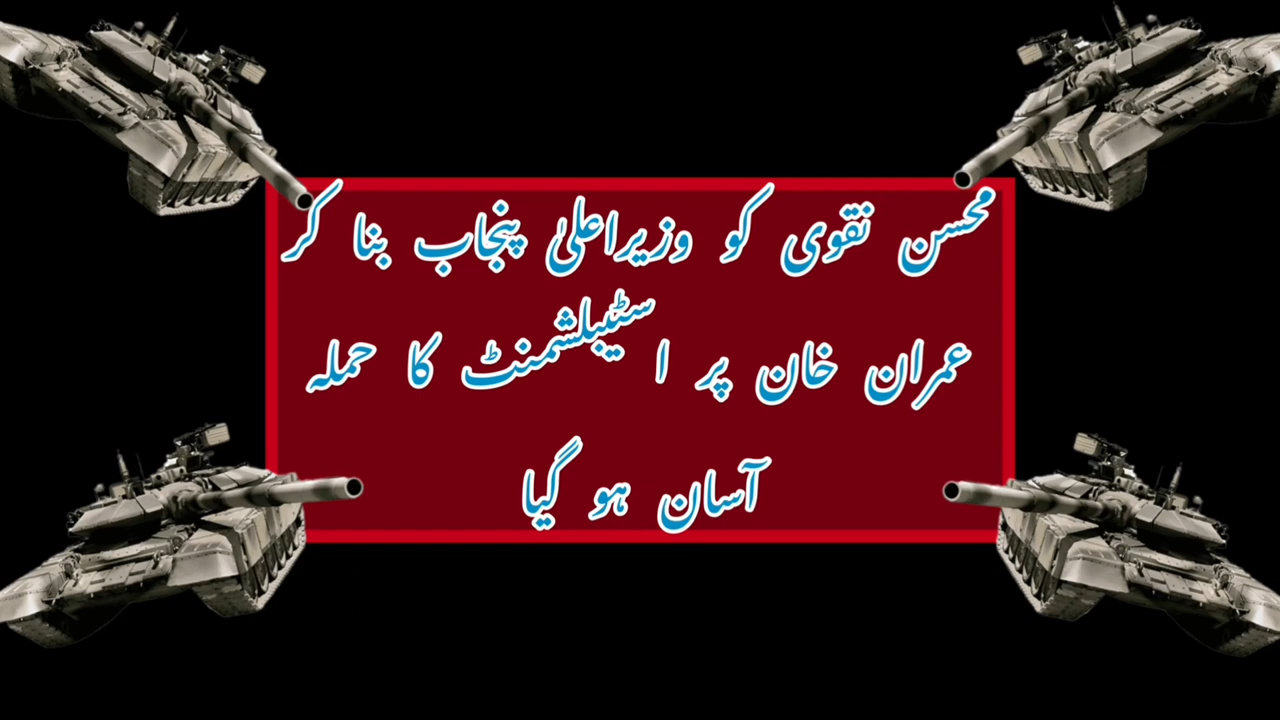 محسن نقوی کو وزیراعلیٰ پنجاب بنا کر
عمران خان پر اسٹیبلشمنٹ کا حملہ
آسان ہو گیا